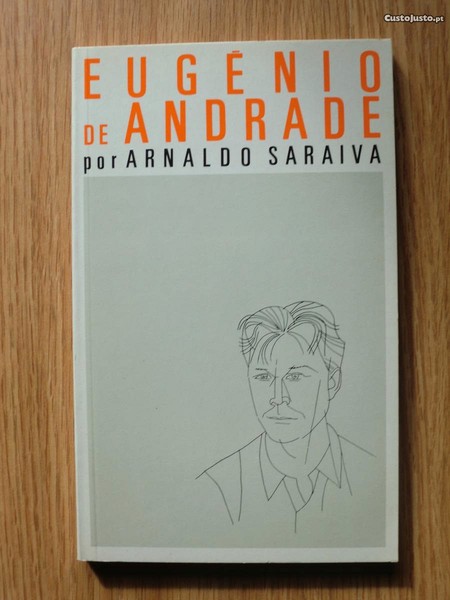 CustoJusto.pt
EUGÉNIO
DE ANDRADE
por ARNALDO SARAIVA